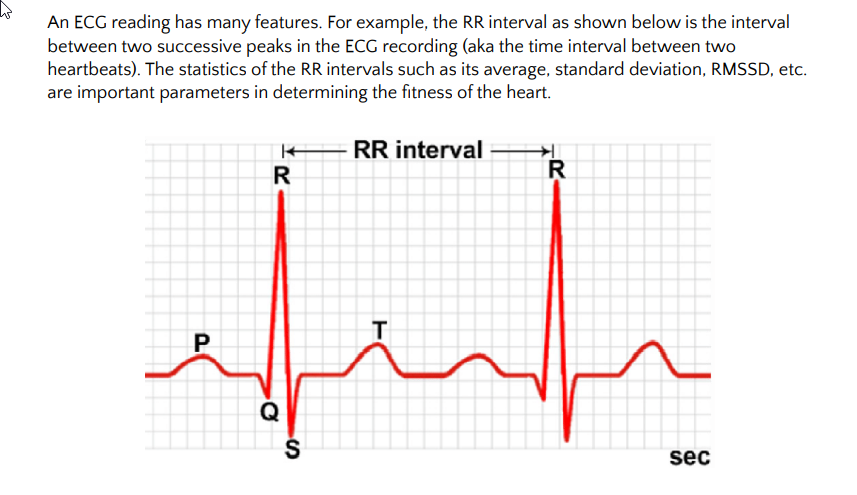 An ECG reading has many features. For example, the RR interval as shown below is the interval
between two successive peaks in the ECG recording (aka the time interval between two
heartbeats). The statistics of the RR intervals such as its average, standard deviation, RMSSD, etc.
are important parameters in determining the fitness of the heart.
RR interval
R
R
P
T
Q
S
sec